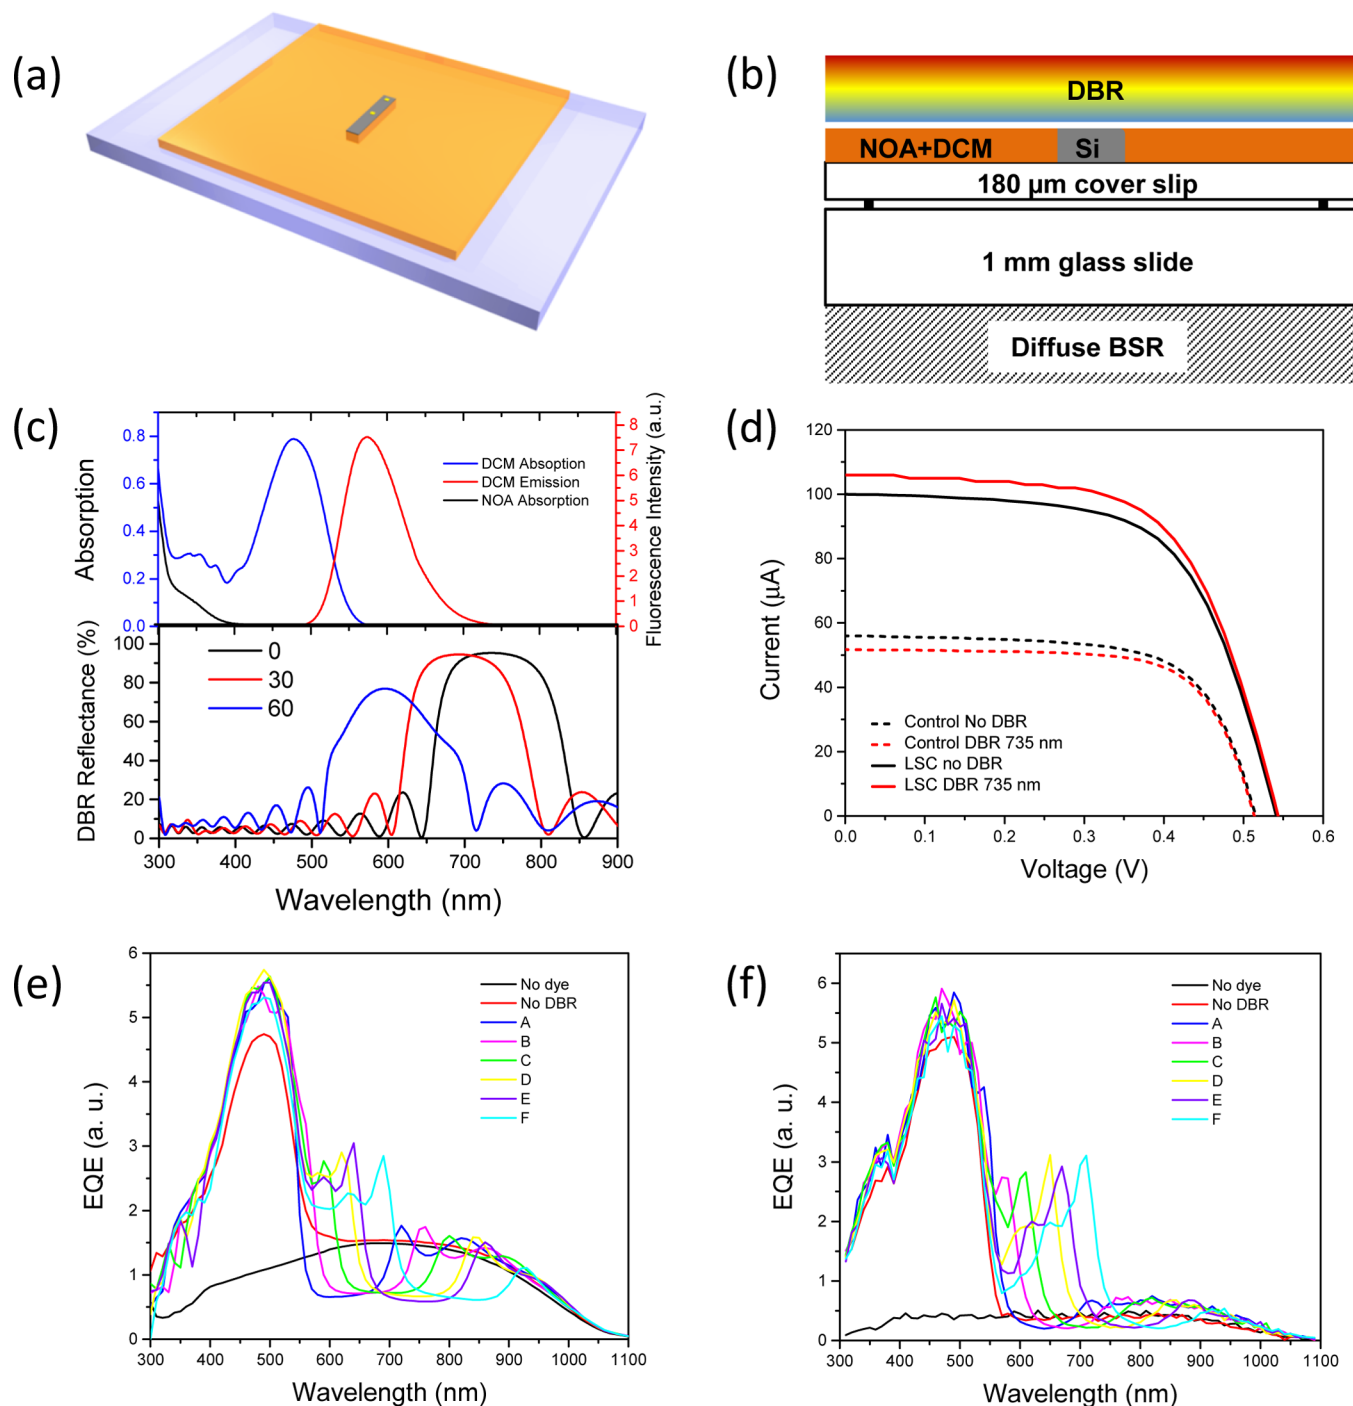 (a)
(b)
DBR
NOA+DCM
Si
180 µm cover slip
1 mm glass slide
Diffuse BSR
(c)
Absorption
0.8
0.6
0.4
0.2
0.0
DCM Absoption
DCM Emission
NOA Absorption
8
7
6
5
4
3
2
1
0
Fluorescence Intensity (a.u.)
DBR Reflectance (%)
100
80
60
40
20
0
0
30
60
300 400 500 600 700 800 900
Wavelength (nm)
(d)
Current (µA)
120
100
80
60
40
20
0
Control No DBR
Control DBR 735 nm
LSC no DBR
LSC DBR 735 nm
0.0 0.1 0.2 0.3 0.4 0.5 0.6
Voltage (V)
(e)
EQE (a. u.)
6
5
4
3
2
1
0
No dye
No DBR
A
B
C
D
E
F
300 400 500 600 700 800 900 1000 1100
Wavelength (nm)
(f)
EQE (a. u.)
6
5
4
3
2
1
0
No dye
No DBR
A
B
C
D
E
F
300 400 500 600 700 800 900 1000 1100
Wavelength (nm)